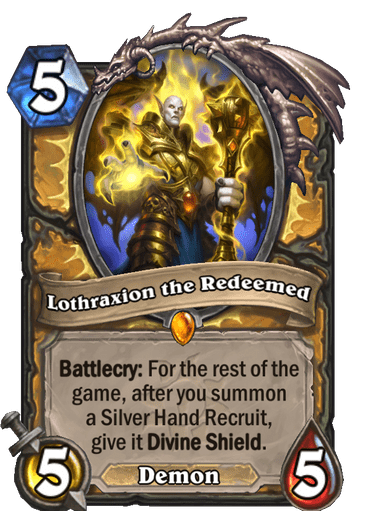 5
Lothraxion the Redeemed
Battlecry: For the rest of the
game, after you summon
a Silver Hand Recruit,
give it Divine Shield.
5
Demon
5